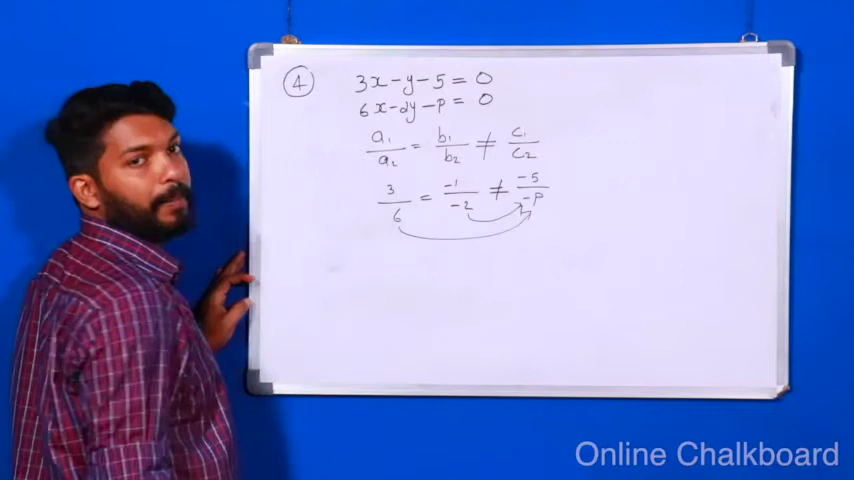 ④ 3x - y - 5 = 0
6x - 2y - P = 0
a₁/a₂ = b₁/b₂ ≠ c₁/c₂
3/6 = -1/-2 ≠ -5/-P
Online Chalkboard